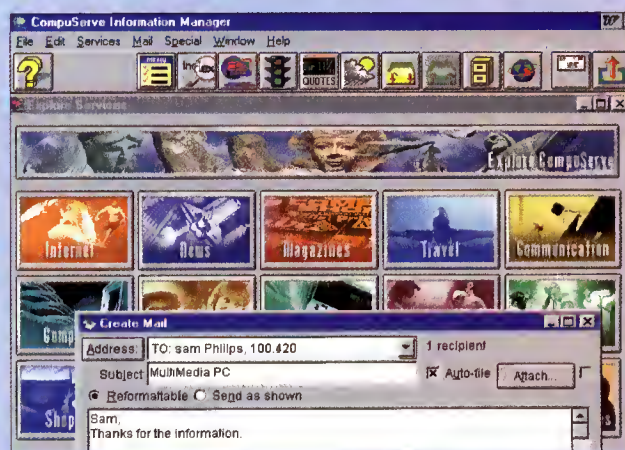 CompuServe Information Manager
File Edit Services Mail Special Window Help
QUOTES
Explore Services
Explore CompuServe
Internet News Magazines Travel Communication
Create Mail
Address: TO: sam Philips, 100.420 1 recipient
Subject MultiMedia PC Auto-file Attach...
Reformattable Send as shown
Sam,
Thanks for the information.